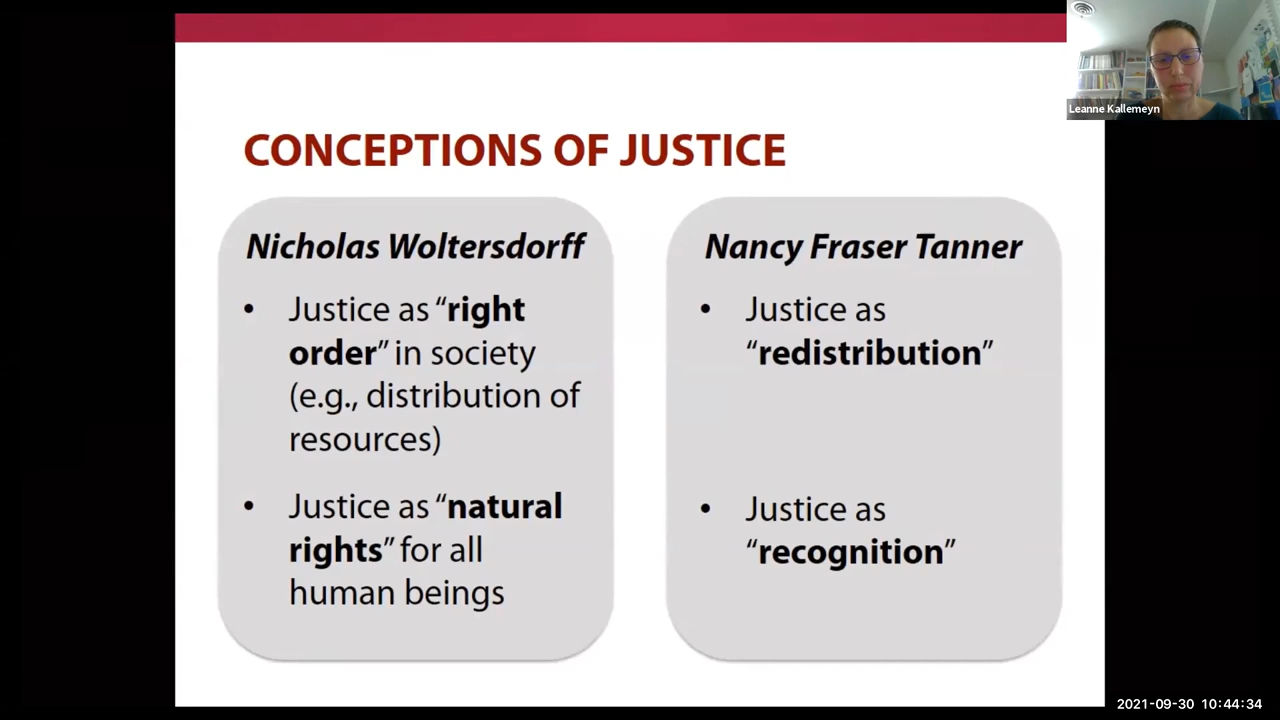 Leanne Kallemeyn
CONCEPTIONS OF JUSTICE
Nicholas Woltersdorff
• Justice as “right
order” in society
(e.g., distribution of
resources)
• Justice as “natural
rights” for all
human beings
Nancy Fraser Tanner
• Justice as
“redistribution”
• Justice as
“recognition”
2021-09-30 10:44:34